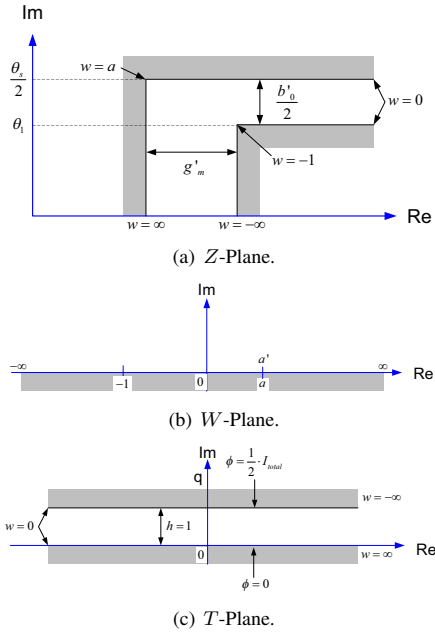 Im
w = a
θs/2
b'0/2
w = 0
θ1
w = −1
g'm
w = ∞
w = −∞
Re
(a) Z-Plane.
Im
−∞
a'
∞
−1
0
a
Re
(b) W-Plane.
Im
q
ϕ = 1/2 · Itotal
w = −∞
w = 0
h = 1
Re
0
w = ∞
ϕ = 0
(c) T-Plane.